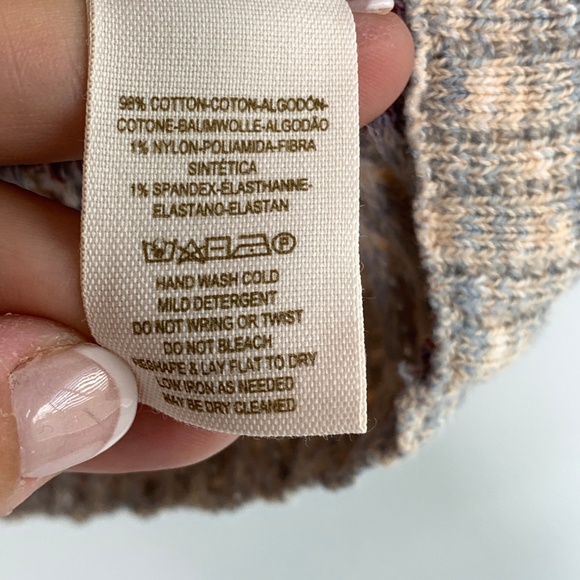 98% COTTON-COTON-ALGODÓN-
COTONE-BAUMWOLLE-ALGODÃO
1% NYLON-POLIAMIDA-FIBRA
SINTÉTICA
1% SPANDEX-ELASTHANNE-
ELASTANO-ELASTAN
HAND WASH COLD
MILD DETERGENT
DO NOT WRING OR TWIST
DO NOT BLEACH
RESHAPE & LAY FLAT TO DRY
LOW IRON AS NEEDED
MAY BE DRY CLEANED